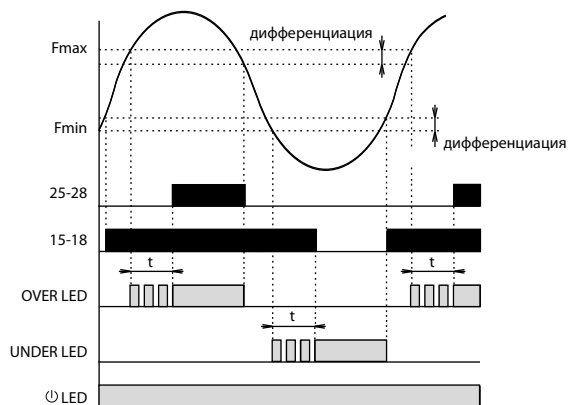 дифференциация
Fmax
Fmin
дифференциация
25-28
15-18
t
t
OVER LED
t
UNDER LED
⏻ LED